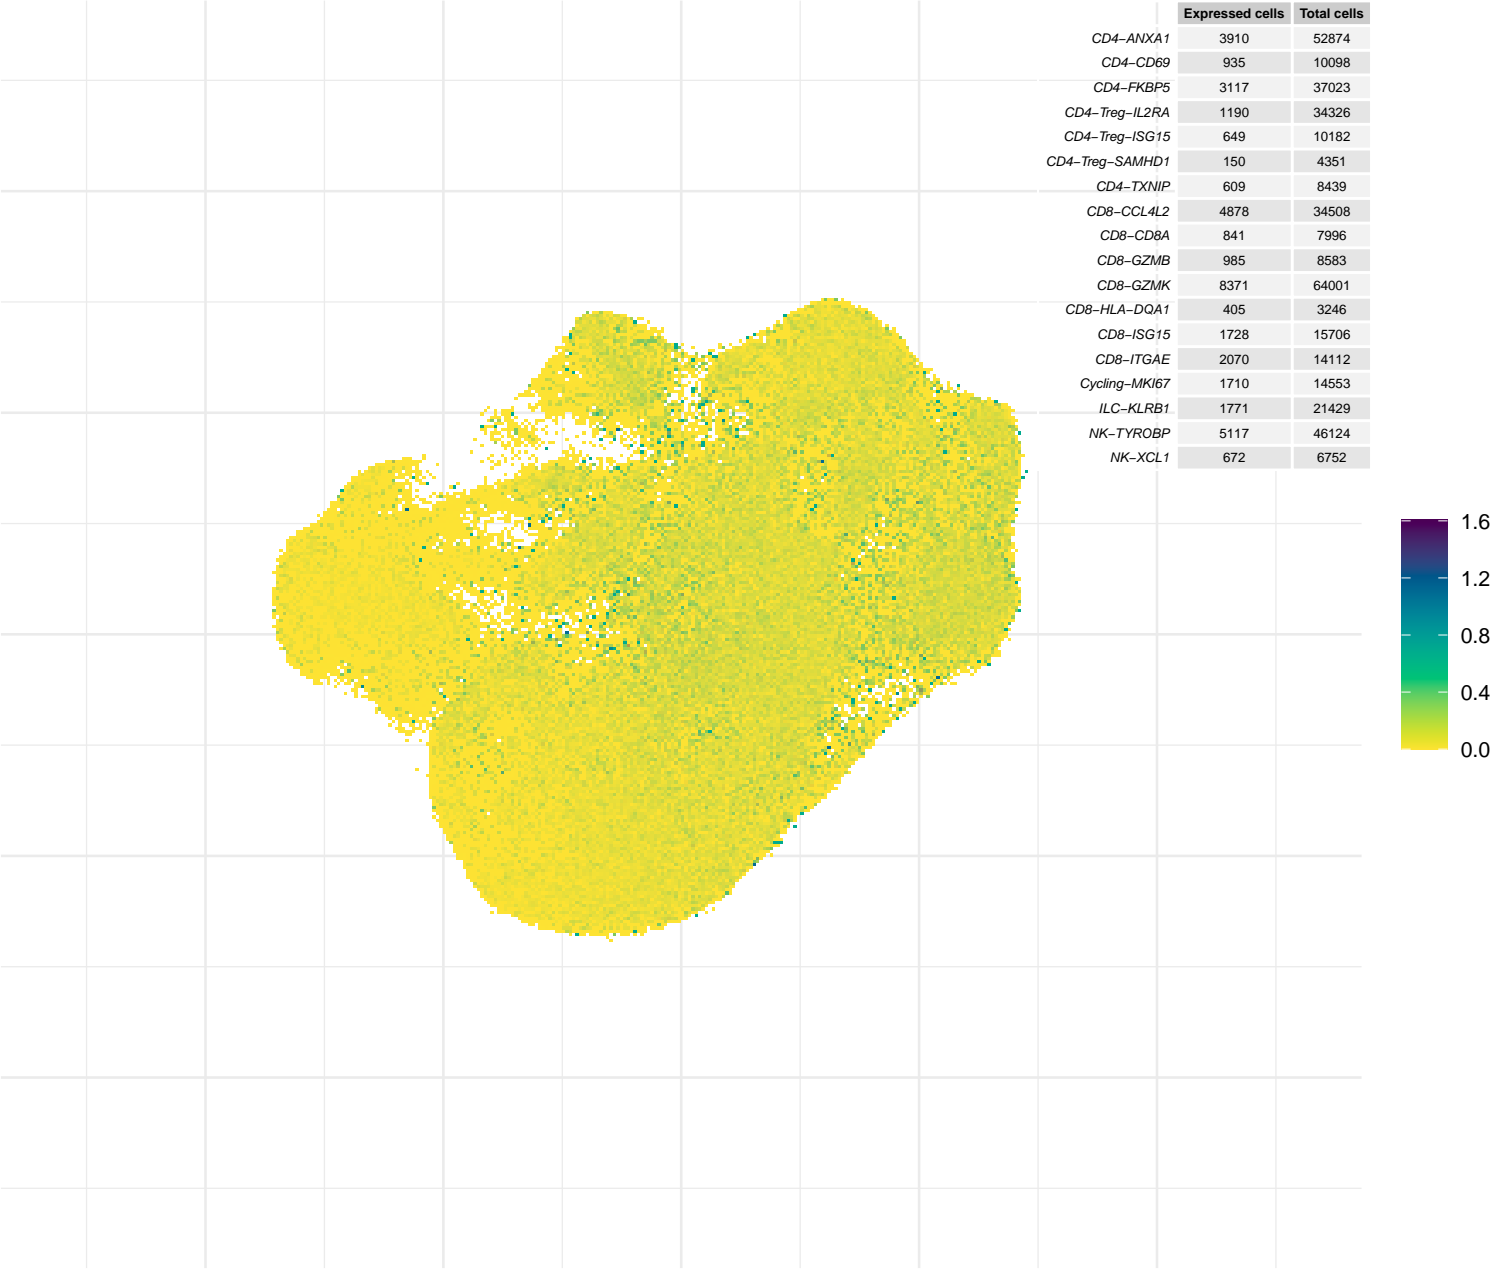 Expressed cells Total cells
CD4−ANXA1 3910 52874
CD4−CD69 935 10098
CD4−FKBP5 3117 37023
CD4−Treg−IL2RA 1190 34326
CD4−Treg−ISG15 649 10182
CD4−Treg−SAMHD1 150 4351
CD4−TXNIP 609 8439
CD8−CCL4L2 4878 34508
CD8−CD8A 841 7996
CD8−GZMB 985 8583
CD8−GZMK 8371 64001
CD8−HLA−DQA1 405 3246
CD8−ISG15 1728 15706
CD8−ITGAE 2070 14112
Cycling−MKI67 1710 14553
ILC−KLRB1 1771 21429
NK−TYROBP 5117 46124
NK−XCL1 672 6752
1.6
1.2
0.8
0.4
0.0